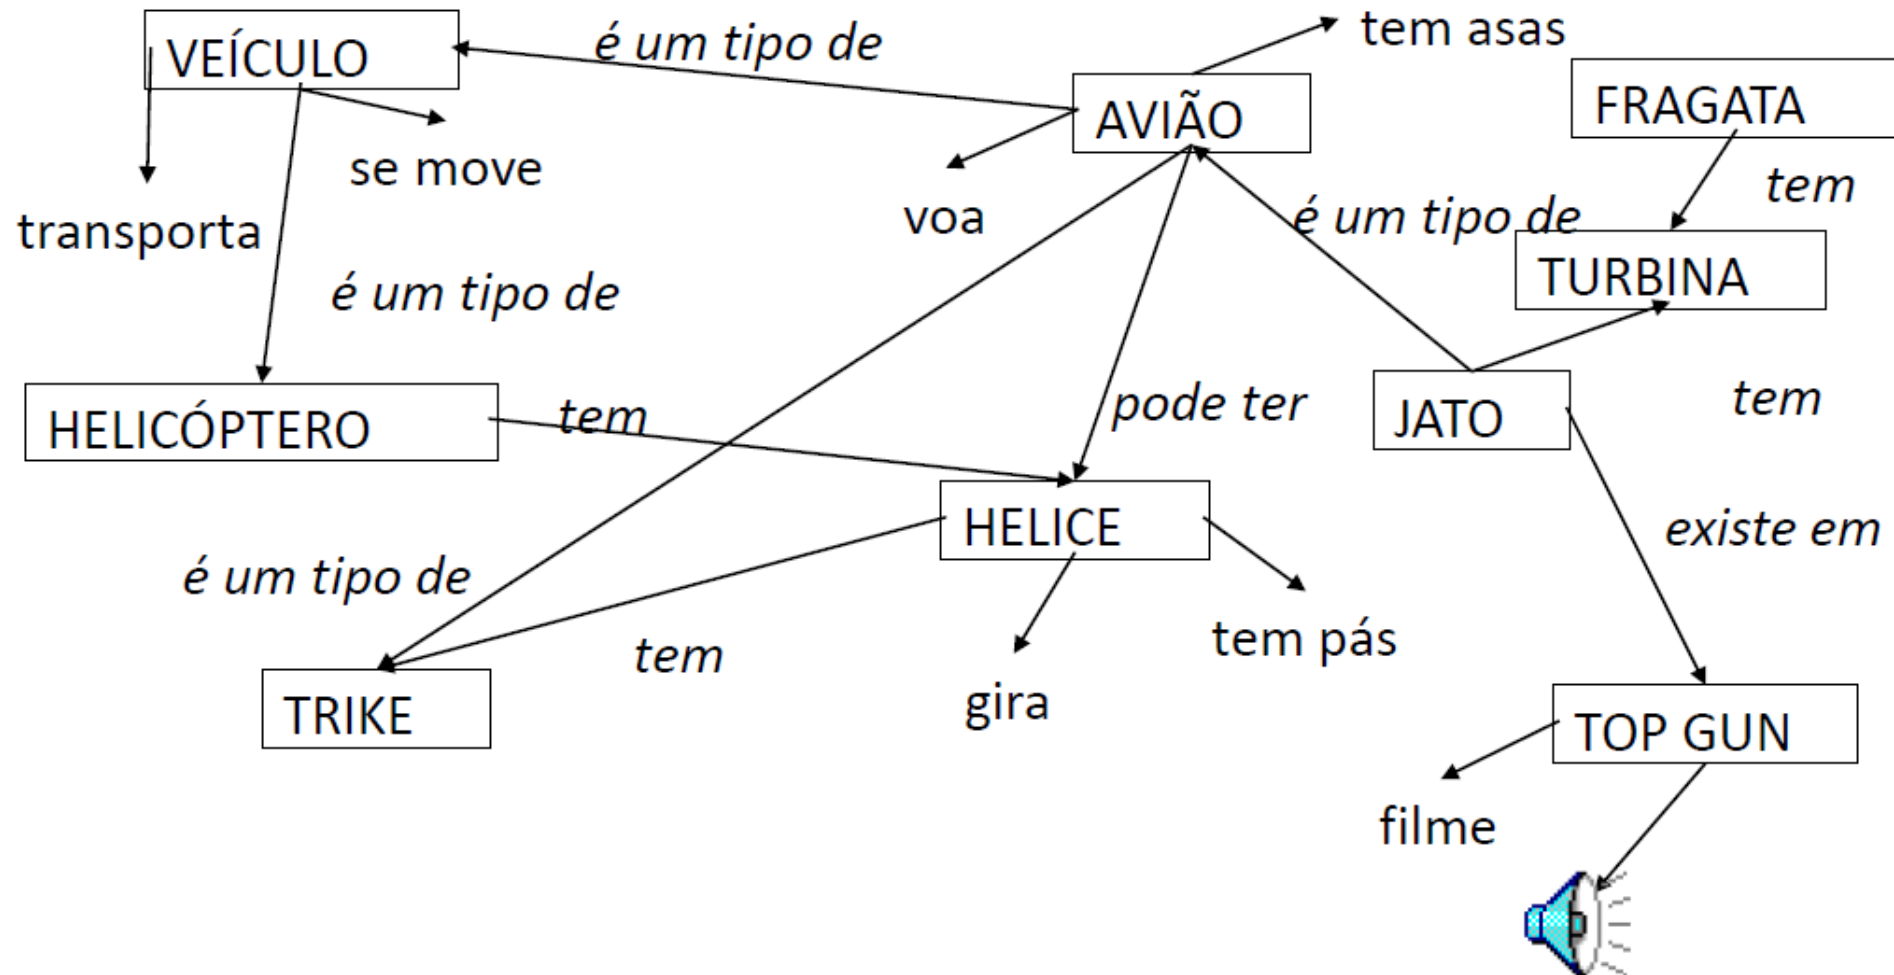 tem asas
VEÍCULO
é um tipo de
AVIÃO
FRAGATA
se move
tem
voa
é um tipo de
transporta
TURBINA
é um tipo de
tem
pode ter
JATO
HELICÓPTERO
tem
HELICE
existe em
é um tipo de
tem pás
tem
gira
TRIKE
TOP GUN
filme